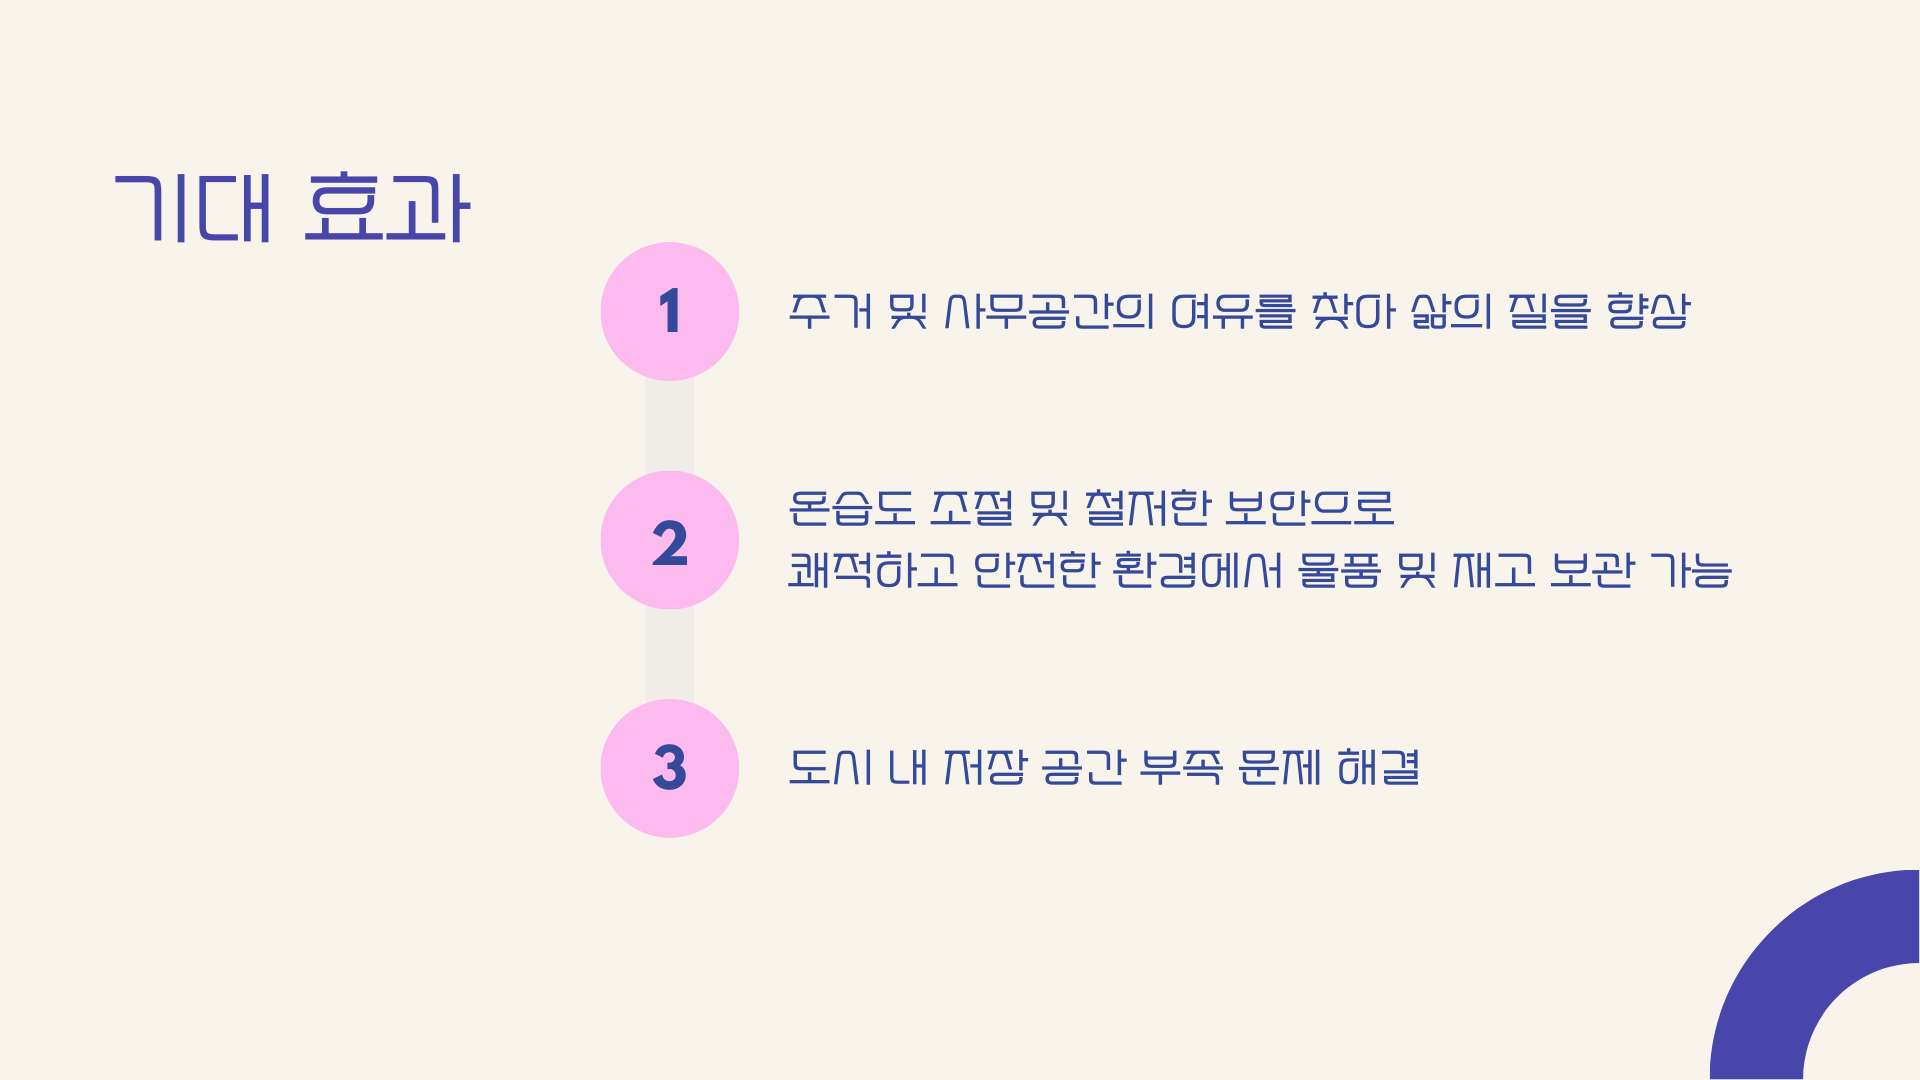 기대 효과
1
주거 및 사무공간의 여유를 찾아 삶의 질을 향상
2
온습도 조절 및 철저한 보안으로
쾌적하고 안전한 환경에서 물품 및 재고 보관 가능
3
도시 내 저장 공간 부족 문제 해결